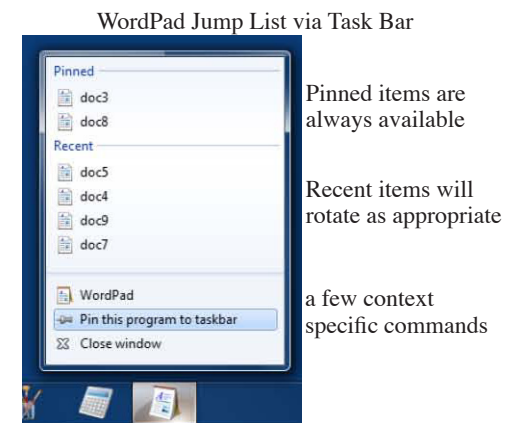 WordPad Jump List via Task Bar
Pinned
doc3
doc8
Recent
doc5
doc4
doc9
doc7
WordPad
Pin this program to taskbar
Close window
Pinned items are
always available
Recent items will
rotate as appropriate
a few context
specific commands